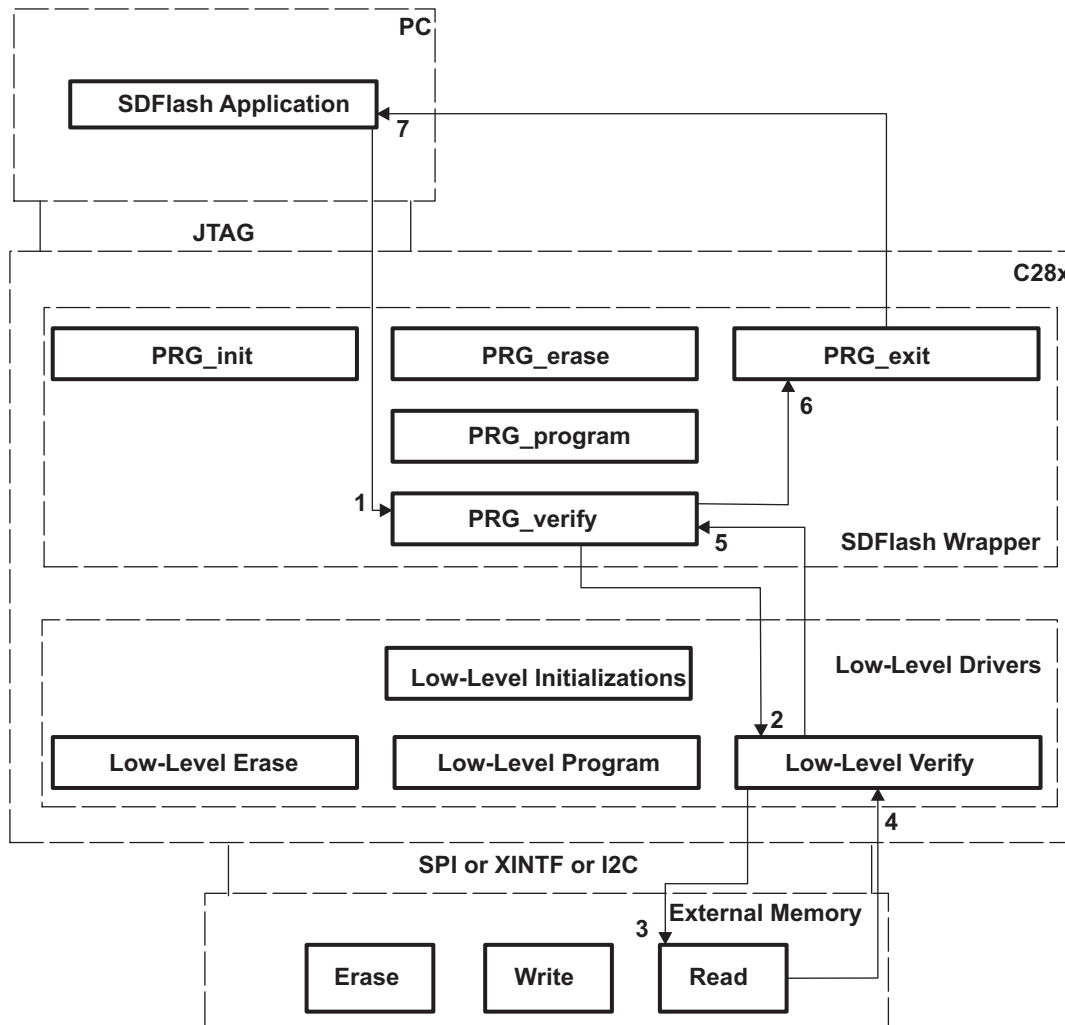 PC
SDFlash Application
7
JTAG
C28x
PRG_init
PRG_erase
PRG_exit
6
PRG_program
1
PRG_verify
5
SDFlash Wrapper
Low-Level Initializations
Low-Level Drivers
2
Low-Level Erase
Low-Level Program
Low-Level Verify
4
SPI or XINTF or I2C
External Memory
3
Erase
Write
Read